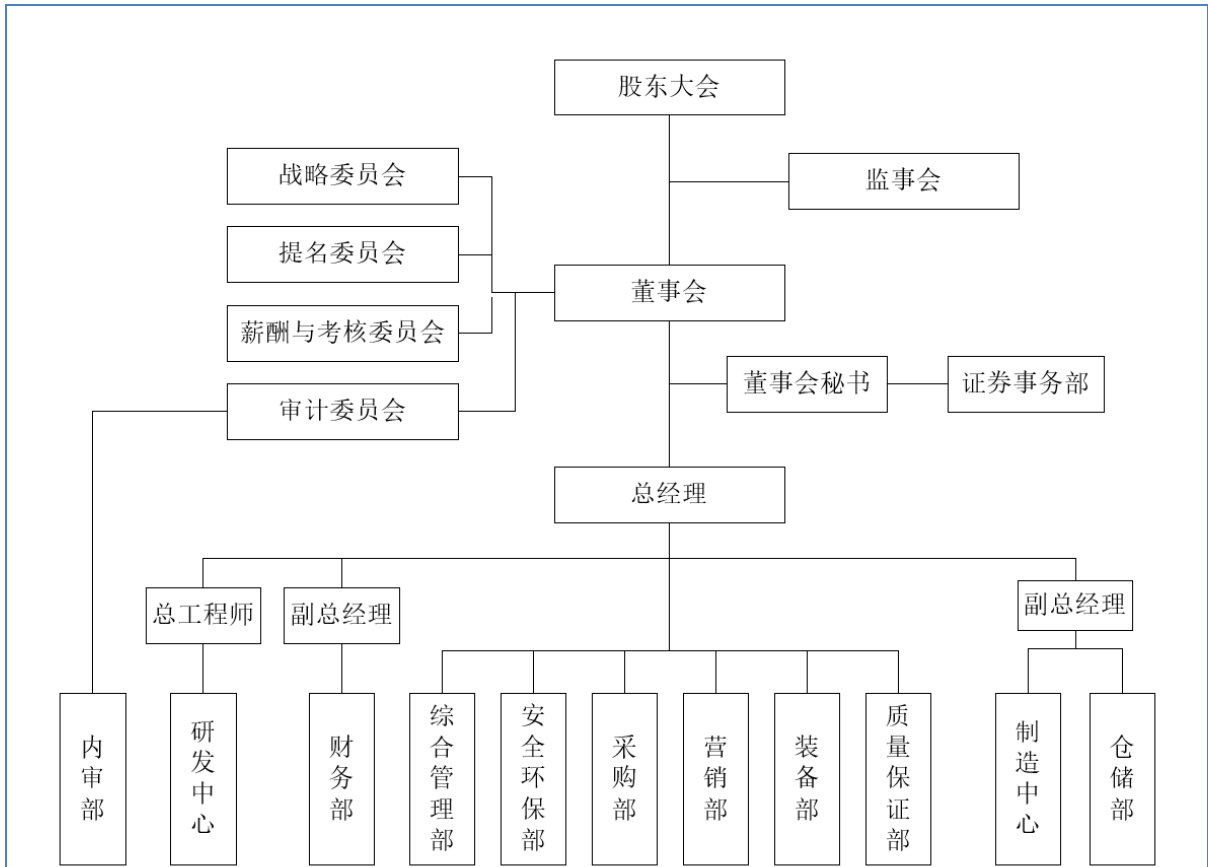 股东大会
战略委员会
监事会
提名委员会
董事会
薪酬与考核委员会
董事会秘书
证券事务部
审计委员会
总经理
总工程师
副总经理
副总经理
内审部
研发中心
财务部
综合管理部
安全环保部
采购部
营销部
装备部
质量保证部
制造中心
仓储部